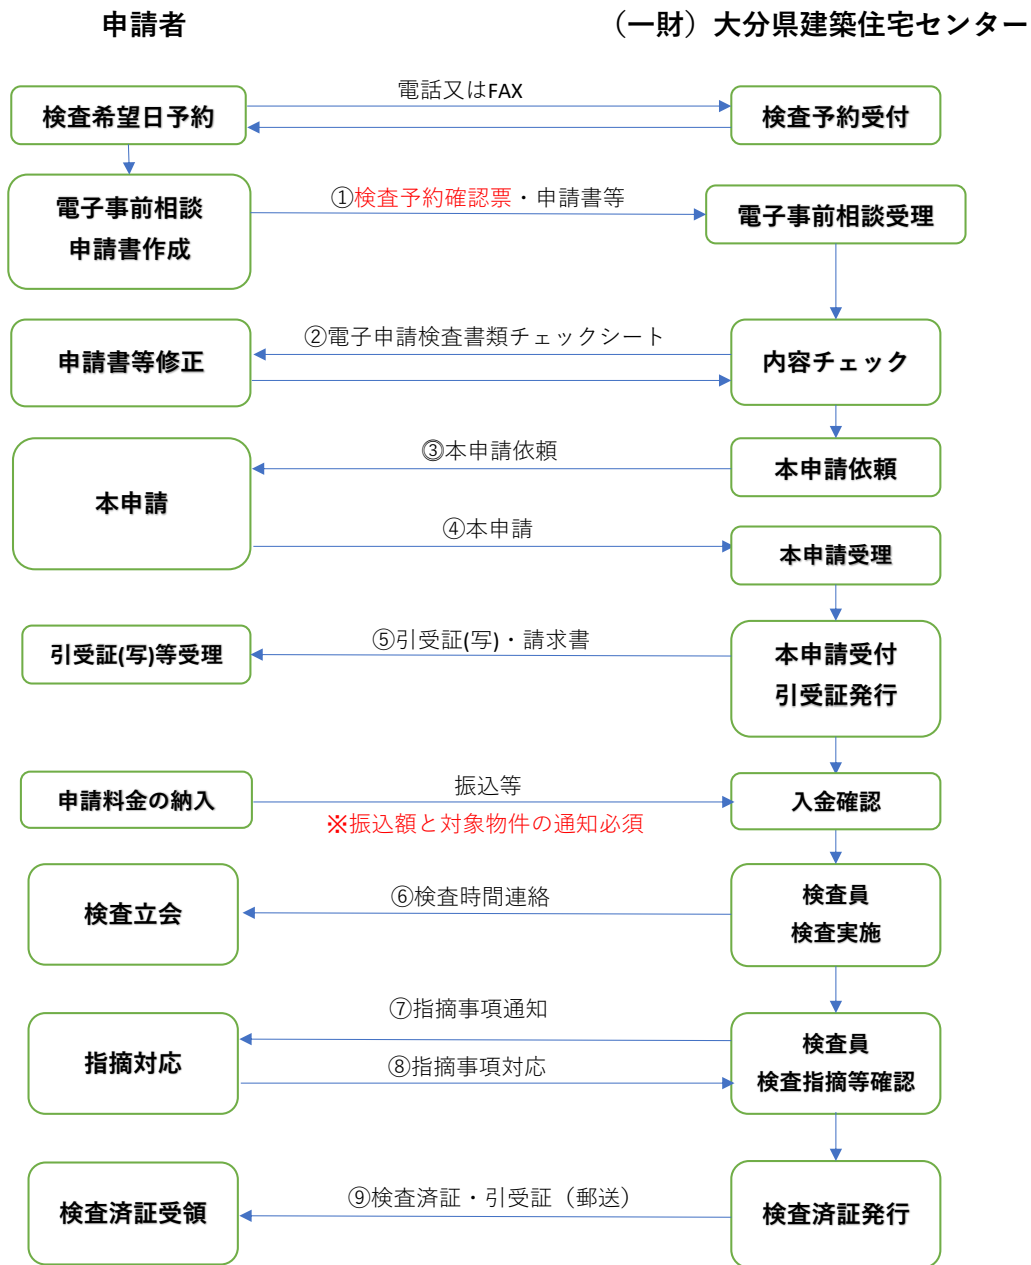 申請者
（一財）大分県建築住宅センター
電話又はFAX
検査希望日予約
検査予約受付
電子事前相談
申請書作成
①検査予約確認票・申請書等
電子事前相談受理
②電子申請検査書類チェックシート
申請書等修正
内容チェック
③本申請依頼
本申請依頼
本申請
④本申請
本申請受理
⑤引受証(写)・請求書
引受証(写)等受理
本申請受付
引受証発行
振込等
申請料金の納入
入金確認
※振込額と対象物件の通知必須
⑥検査時間連絡
検査立会
検査員
検査実施
⑦指摘事項通知
指摘対応
⑧指摘事項対応
検査員
検査指摘等確認
⑨検査済証・引受証（郵送）
検査済証受領
検査済証発行